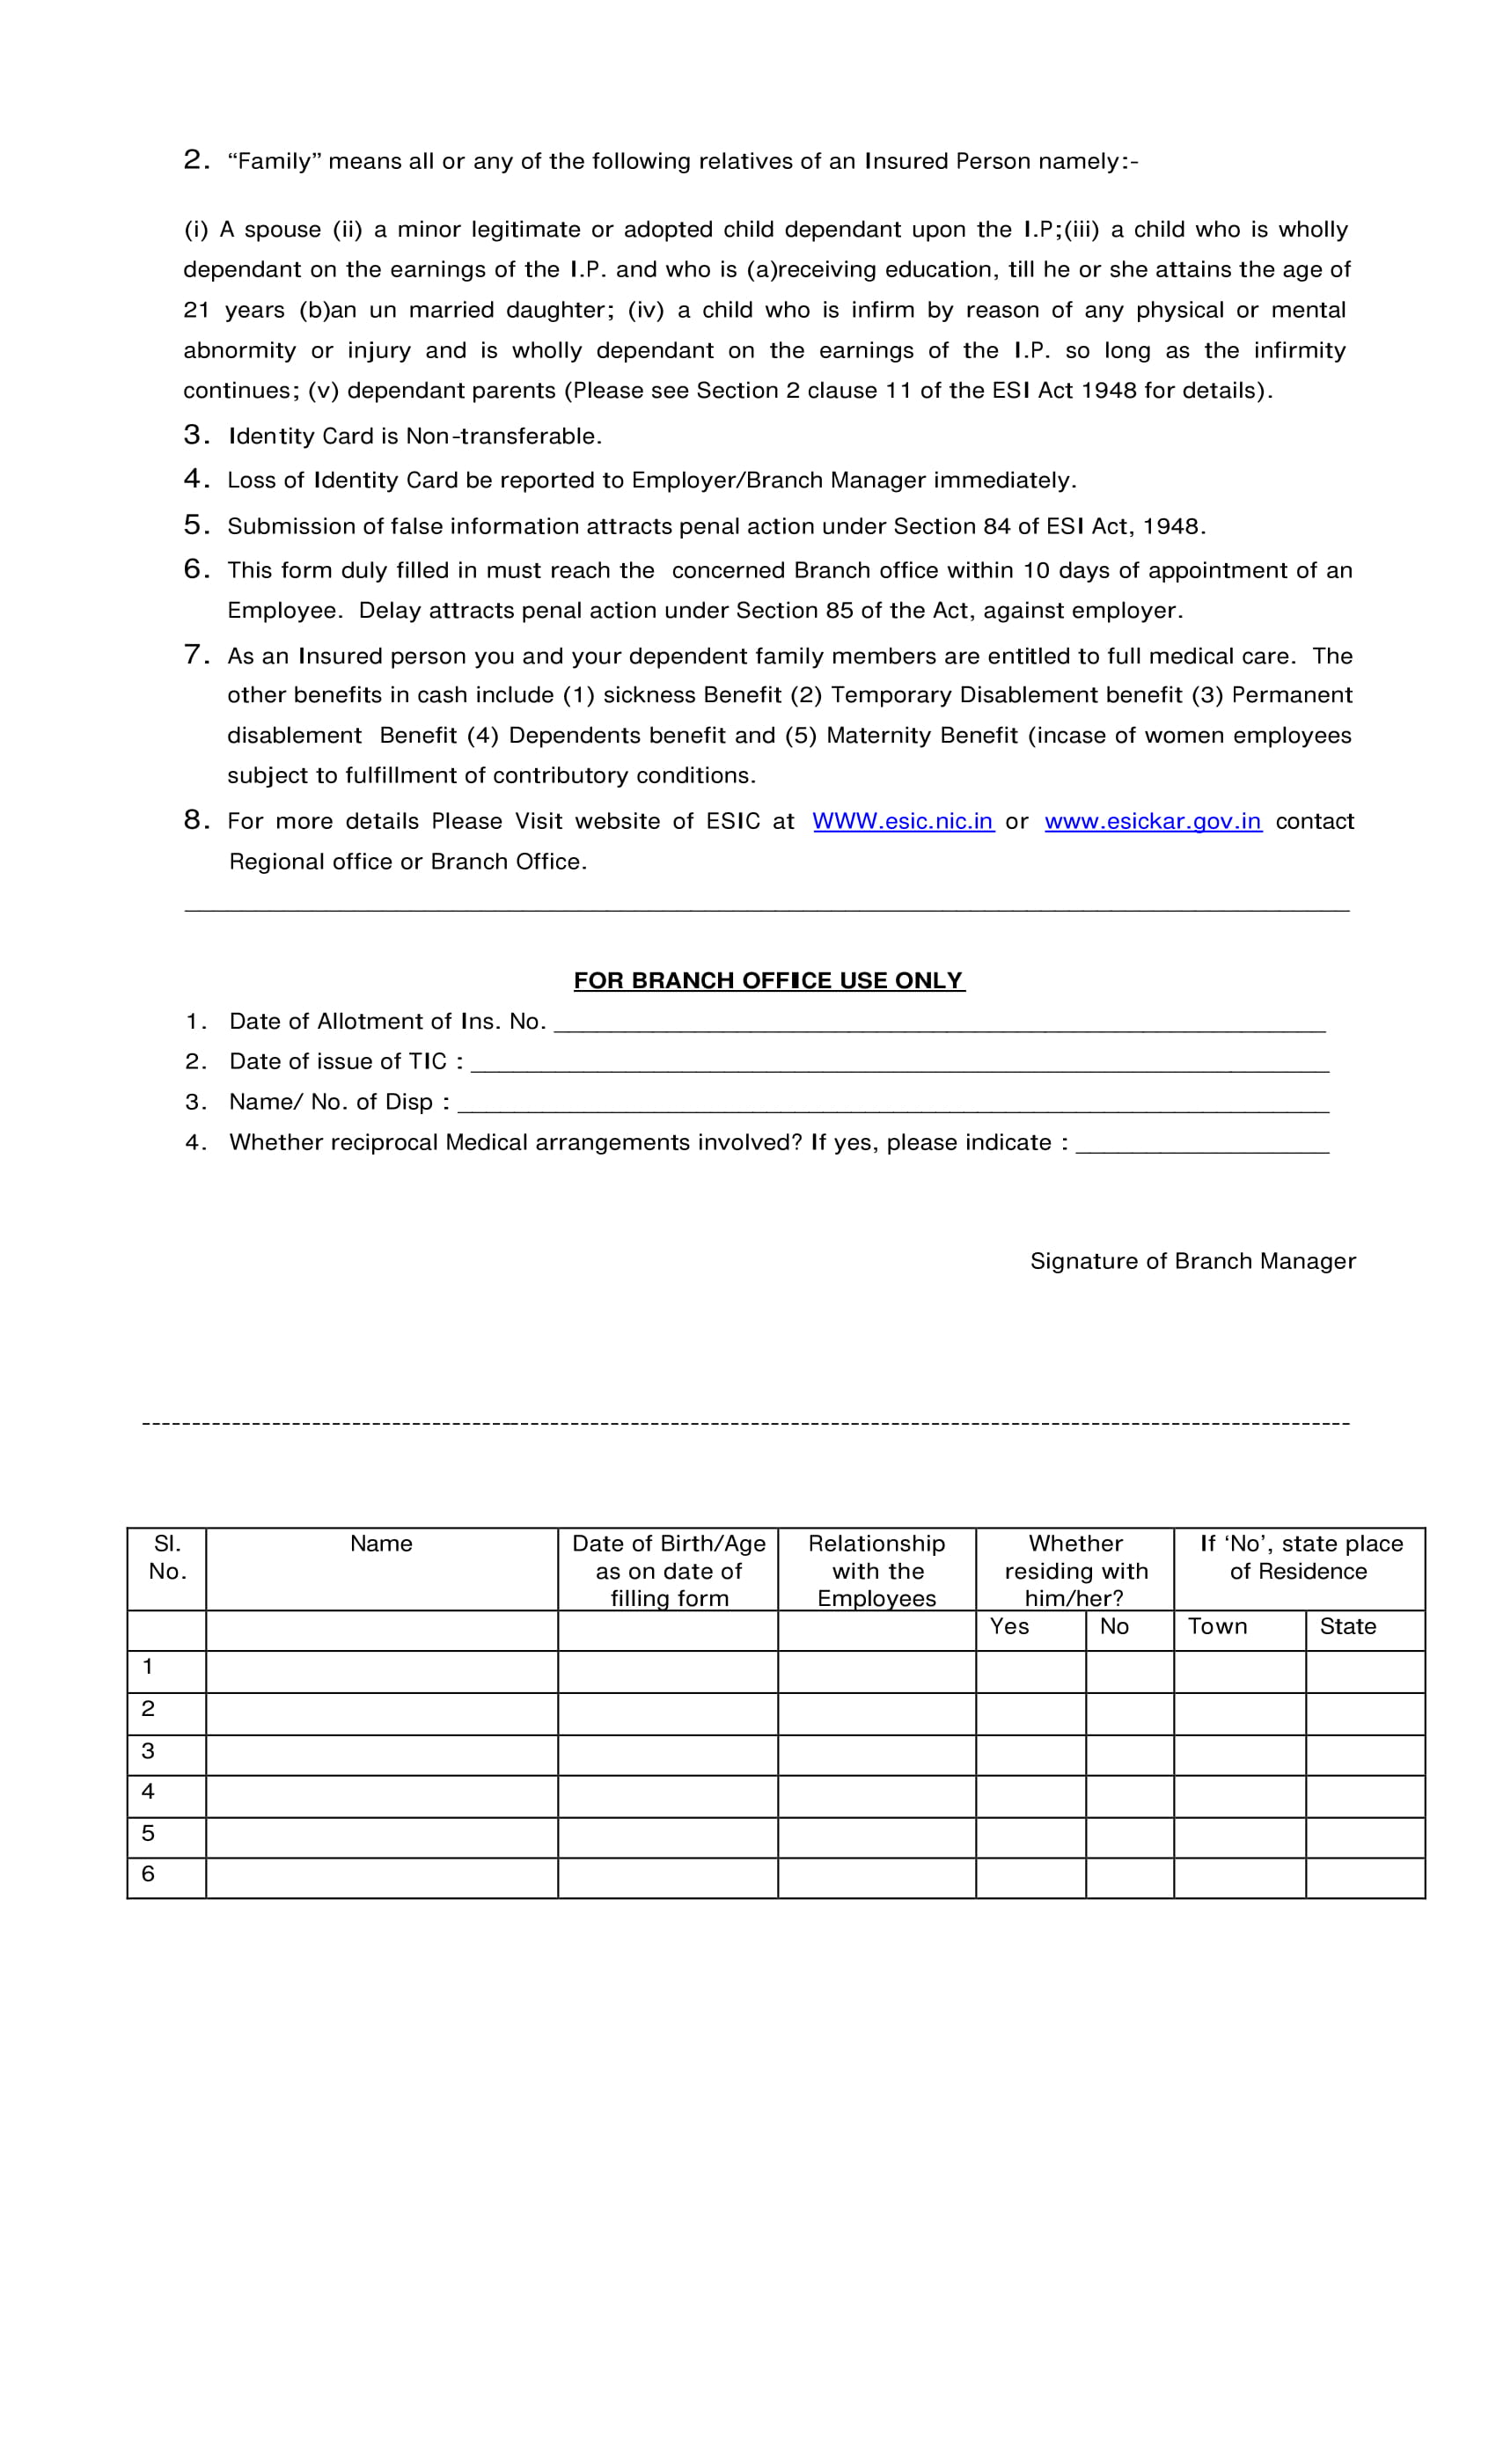 2. “Family” means all or any of the following relatives of an Insured Person namely:-
(i) A spouse (ii) a minor legitimate or adopted child dependant upon the I.P;(iii) a child who is wholly
dependant on the earnings of the I.P. and who is (a)receiving education, till he or she attains the age of
21 years (b)an un married daughter; (iv) a child who is infirm by reason of any physical or mental
abnormity or injury and is wholly dependant on the earnings of the I.P. so long as the infirmity
continues; (v) dependant parents (Please see Section 2 clause 11 of the ESI Act 1948 for details).
3. Identity Card is Non-transferable.
4. Loss of Identity Card be reported to Employer/Branch Manager immediately.
5. Submission of false information attracts penal action under Section 84 of ESI Act, 1948.
6. This form duly filled in must reach the concerned Branch office within 10 days of appointment of an
Employee. Delay attracts penal action under Section 85 of the Act, against employer.
7. As an Insured person you and your dependent family members are entitled to full medical care. The
other benefits in cash include (1) sickness Benefit (2) Temporary Disablement benefit (3) Permanent
disablement Benefit (4) Dependents benefit and (5) Maternity Benefit (incase of women employees
subject to fulfillment of contributory conditions.
8. For more details Please Visit website of ESIC at WWW.esic.nic.in or www.esickar.gov.in contact
Regional office or Branch Office.
FOR BRANCH OFFICE USE ONLY
1. Date of Allotment of Ins. No. ____________________
2. Date of issue of TIC : ____________________
3. Name/ No. of Disp : ____________________
4. Whether reciprocal Medical arrangements involved? If yes, please indicate : ____________________
Signature of Branch Manager
Sl. No. Name Date of Birth/Age as on date of filling form Relationship with the Employees Whether residing with him/her? If ‘No’, state place of Residence
Yes No Town State
1
2
3
4
5
6